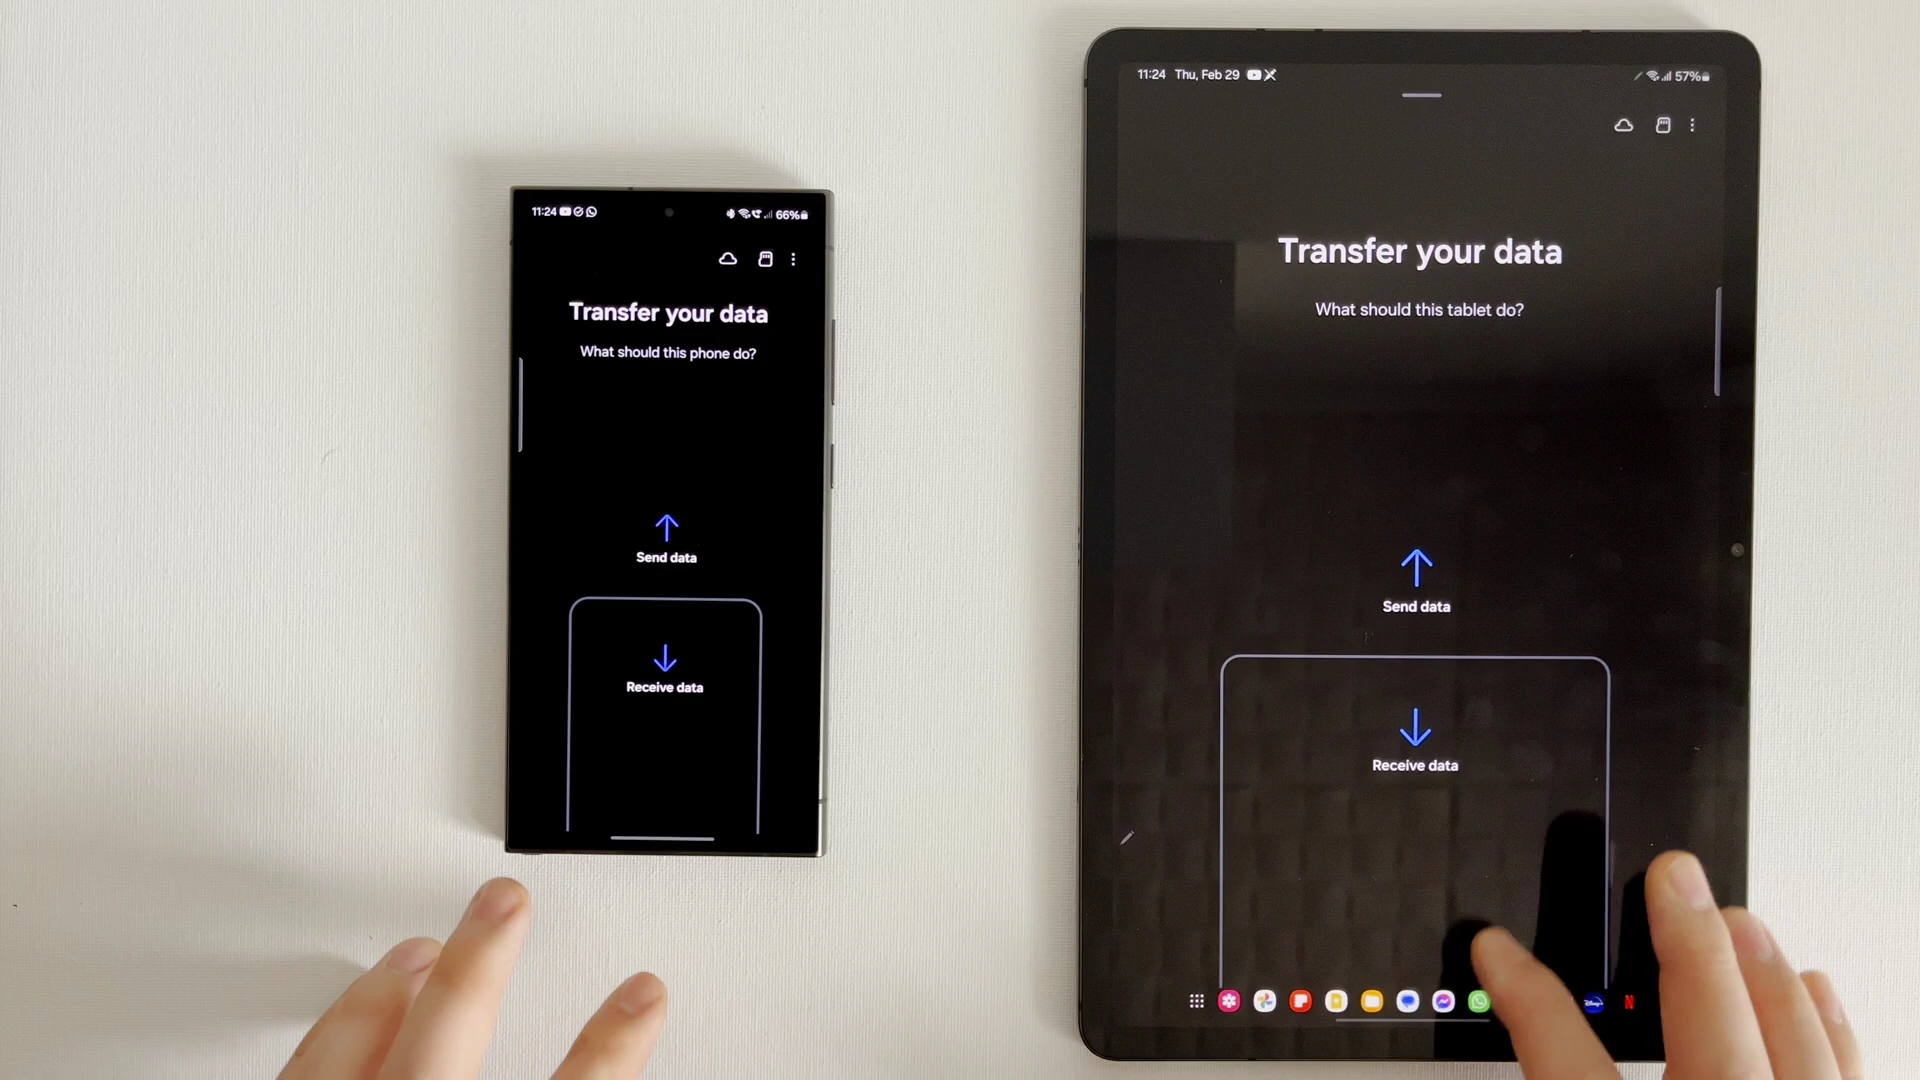 11:24
66%
Transfer your data
What should this phone do?
Send data
Receive data
11:24 Thu, Feb 29
57%
Transfer your data
What should this tablet do?
Send data
Receive data
Disney+
N